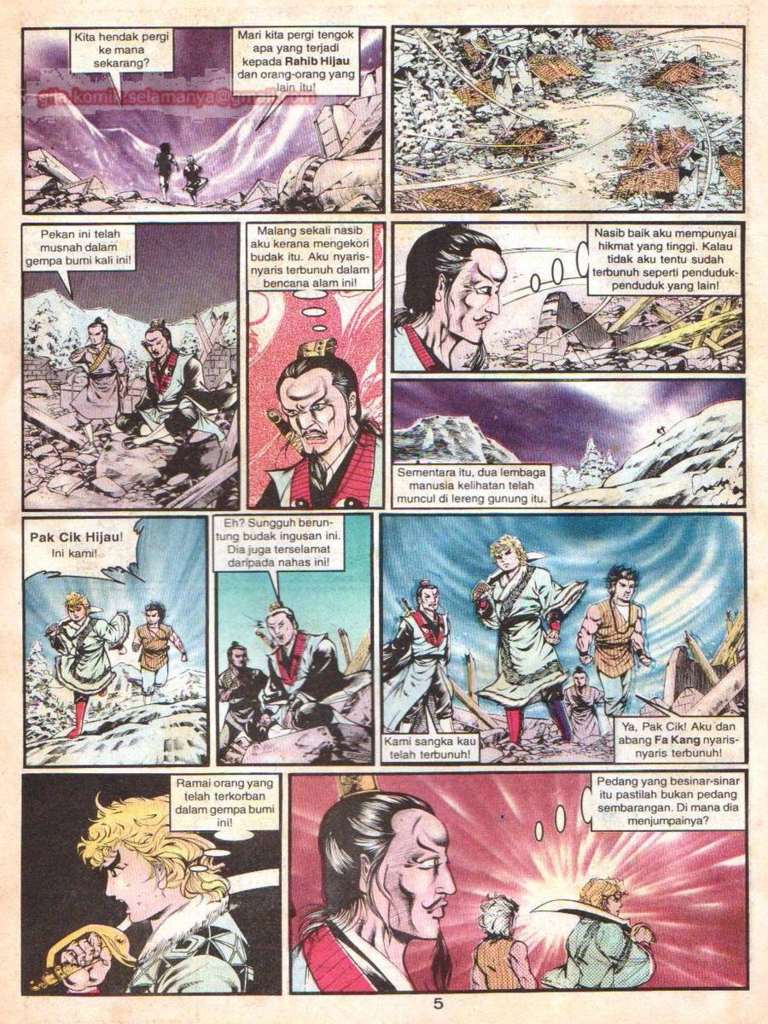 Kita hendak pergi
ke mana
sekarang?
Mari kita pergi tengok
apa yang terjadi
kepada Rahib Hijau
dan orang-orang yang
lain itu!
Pekan ini telah
musnah dalam
gempa bumi kali ini!
Malang sekali nasib
aku kerana mengekori
budak itu. Aku nyaris-
nyaris terbunuh dalam
bencana alam ini!
Nasib baik aku mempunyai
hikmat yang tinggi. Kalau
tidak aku tentu sudah
terbunuh seperti penduduk-
penduduk yang lain!
Sementara itu, dua lembaga
manusia kelihatan telah
muncul di lereng gunung itu.
Pak Cik Hijau!
Ini kami!
Eh? Sungguh berun-
tung budak ingusan ini.
Dia juga terselamat
daripada nahas ini!
Kami sangka kau
telah terbunuh!
Ya, Pak Cik! Aku dan
abang Fa Kang nyaris-
nyaris terbunuh!
Ramai orang yang
telah terkorban
dalam gempa bumi
ini!
Pedang yang besinar-sinar
itu pastilah bukan pedang
sembarangan. Di mana dia
menjumpainya?
5